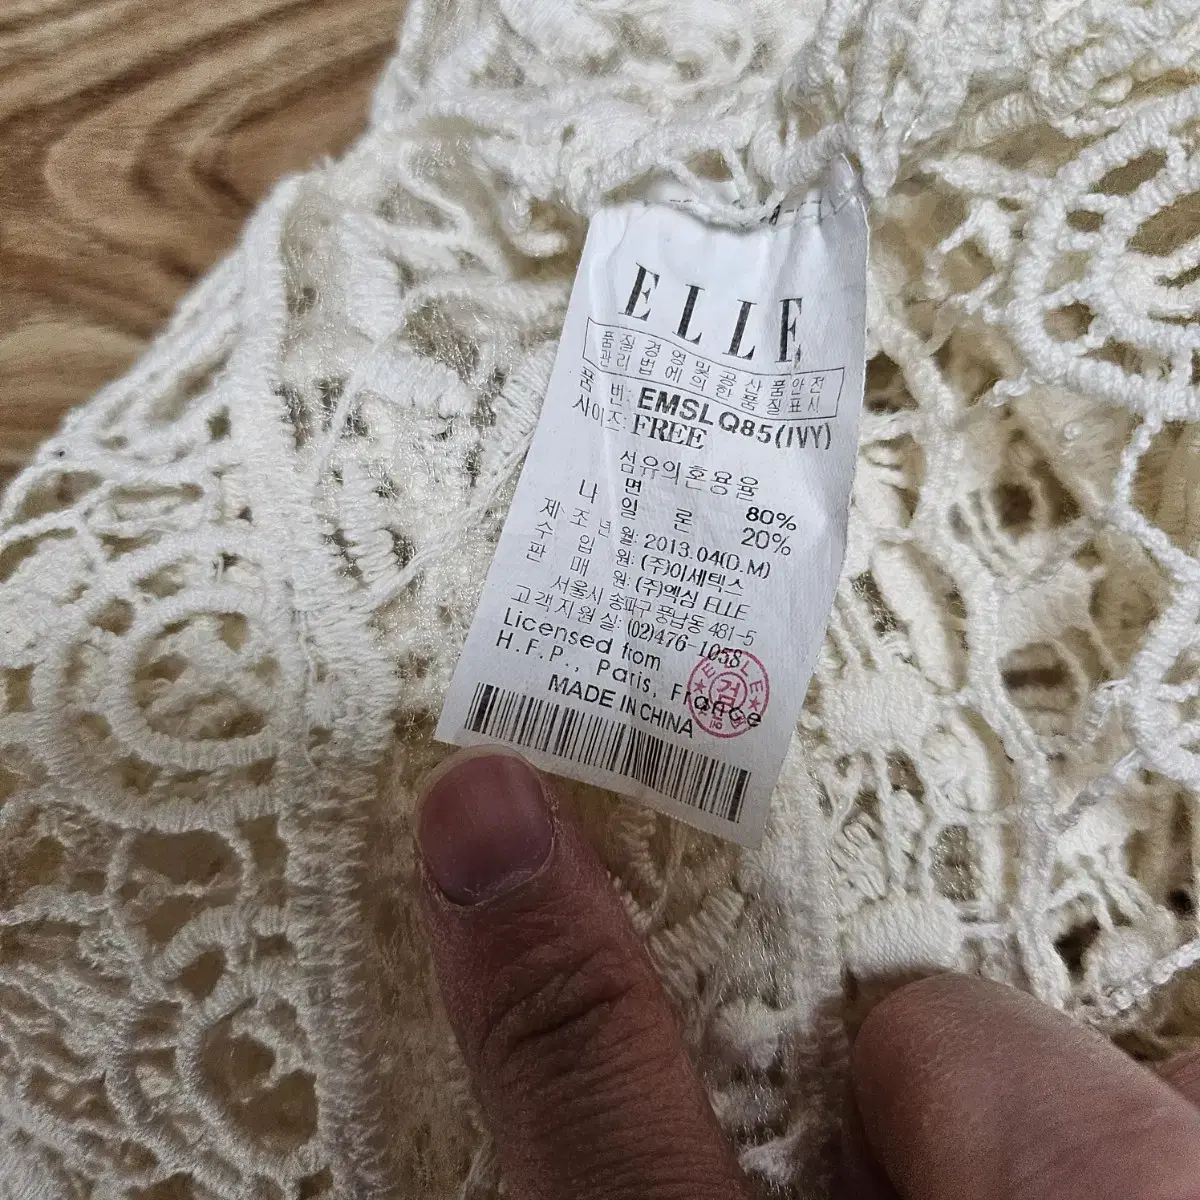 ELLE
품질경영및공산품안전
관리법에의한품질표시
품 번: EMSLQ85(IVY)
사이즈: FREE
섬유의혼용율
면 80%
나일론 20%
제조년월: 2013.04(D.M)
수입원: (주)이세텍스
판매원: (주)엑심 ELLE
서울시 송파구 풍납동 481-5
고객지원실: (02)476-1058
Licensed from
H.F.P., Paris, France
MADE IN CHINA
ELLE
검